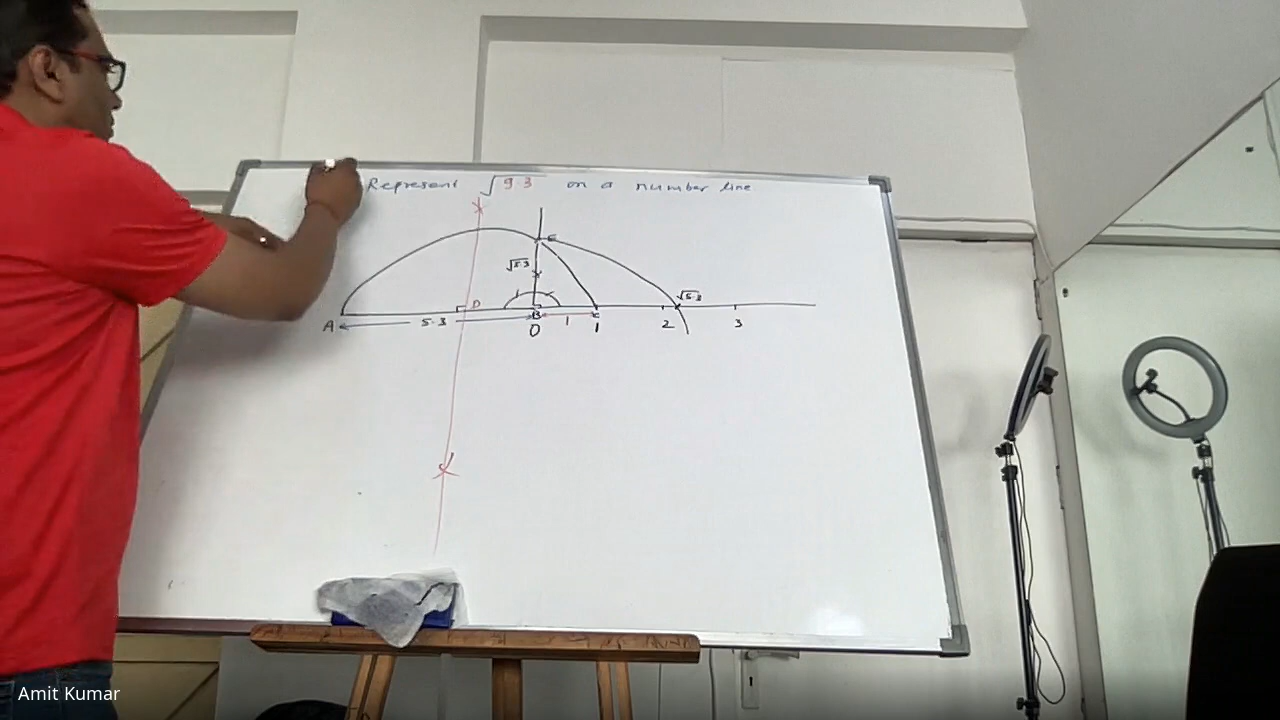 Represent √9.3 on a number line
E
√5.3
√5.3
D
B
A 5.3 1
0 1 2 3
Amit Kumar